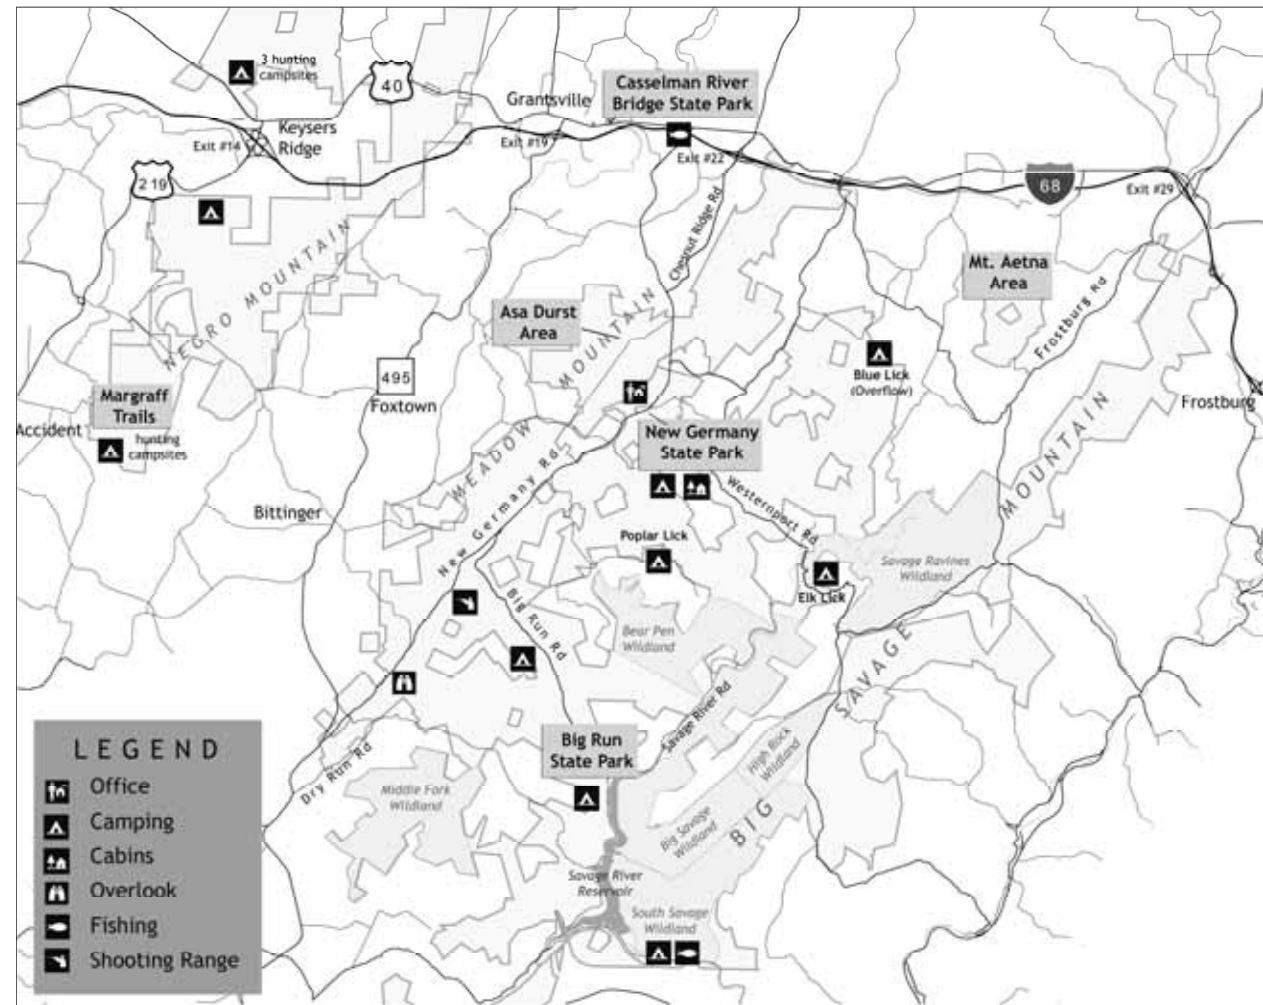 3 hunting
campsites
40
Grantsville
Casselman River
Bridge State Park
Keysers
Ridge
Exit #14
Exit #19
Exit #22
219
68
Exit #29
Chesnut Ridge Rd
NEGRO MOUNTAIN
Mt. Aetna
Area
Frostburg Rd
Asa Durst
Area
MEADOW MOUNTAIN
495
Foxtown
Margraff
Trails
Accident
hunting
campsites
Blue Lick
(Overflow)
Frostburg
New Germany
State Park
Bittinger
New Germany Rd
Westernport Rd
Poplar Lick
Elk Lick
Savage Ravines
Wildland
Big Run Rd
Bear Pen
Wildland
BIG SAVAGE MOUNTAIN
Savage River Rd
Big Run
State Park
High Rock
Wildland
Dry Run Rd
Middle Fork
Wildland
Big Savage
Wildland
Savage River
Reservoir
South Savage
Wildland
LEGEND
Office
Camping
Cabins
Overlook
Fishing
Shooting Range